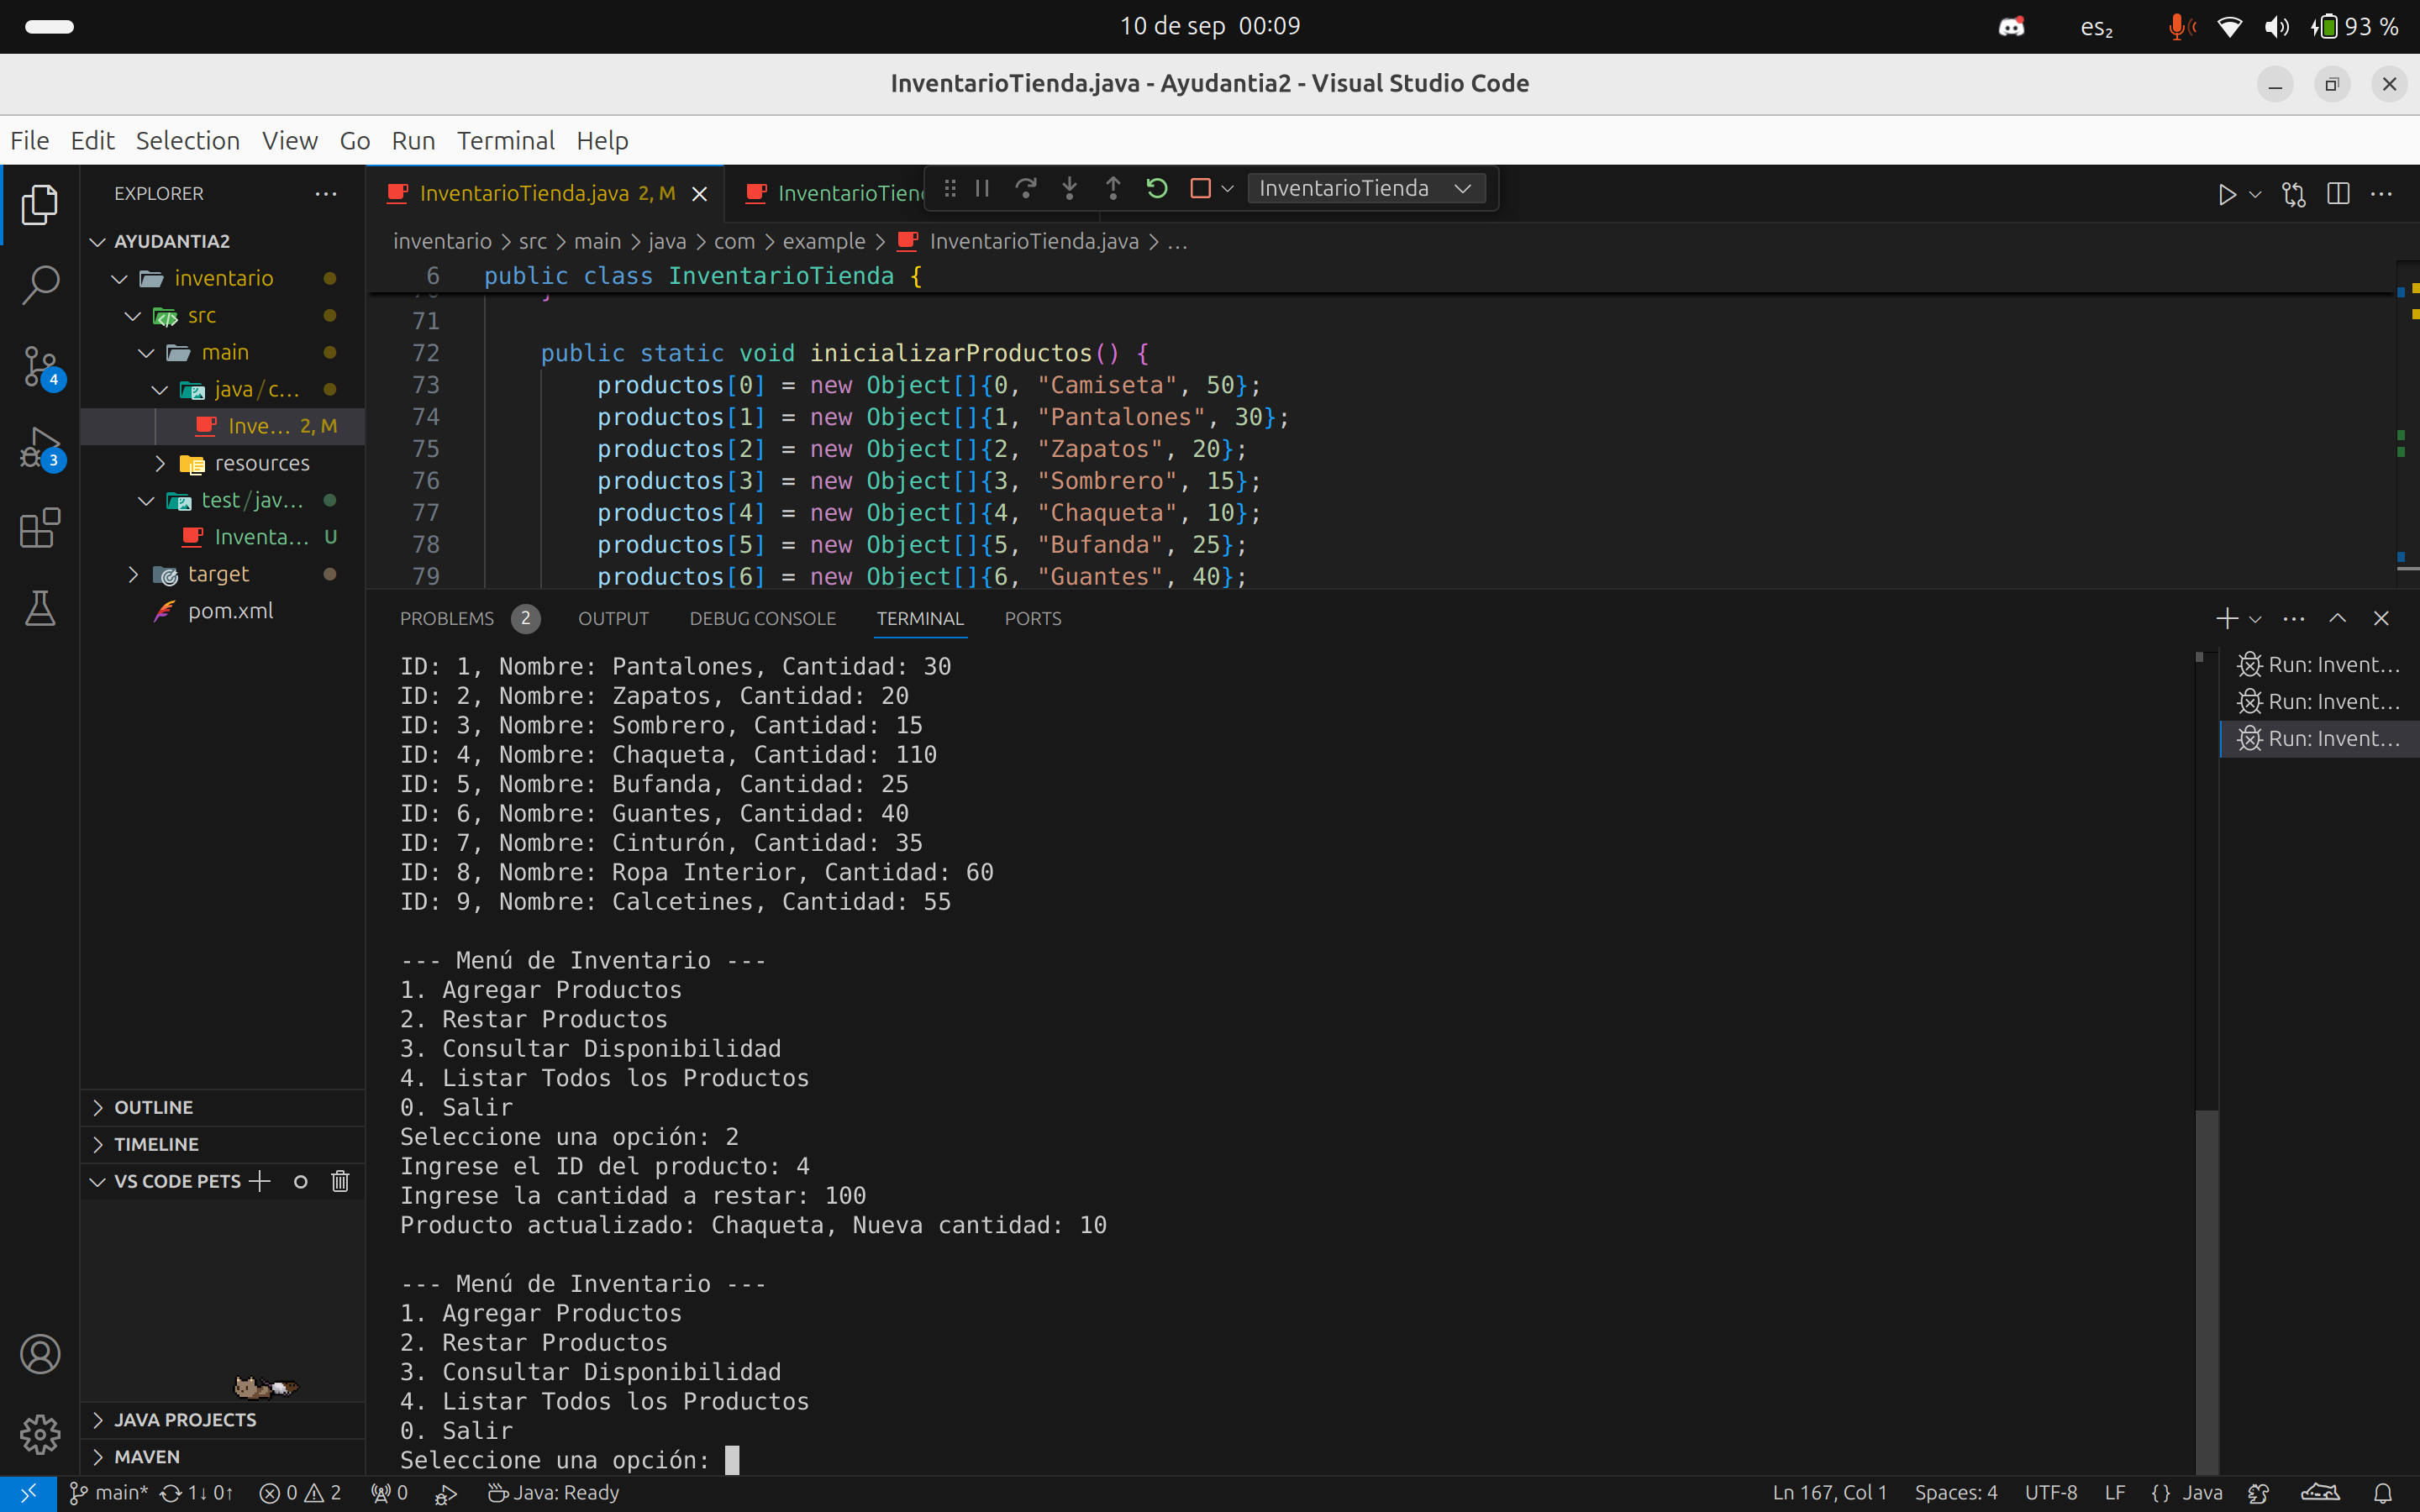 10 de sep 00:09
es₂
93 %
InventarioTienda.java - Ayudantia2 - Visual Studio Code
File Edit Selection View Go Run Terminal Help
EXPLORER
InventarioTienda.java 2, M
InventarioTien
InventarioTienda
AYUDANTIA2
inventario
src
main
java/c...
Inve... 2, M
resources
test/jav...
Inventa... U
target
pom.xml
4
3
inventario > src > main > java > com > example > InventarioTienda.java > ...
6 public class InventarioTienda {
70 }
71
72 public static void inicializarProductos() {
73 productos[0] = new Object[]{0, "Camiseta", 50};
74 productos[1] = new Object[]{1, "Pantalones", 30};
75 productos[2] = new Object[]{2, "Zapatos", 20};
76 productos[3] = new Object[]{3, "Sombrero", 15};
77 productos[4] = new Object[]{4, "Chaqueta", 10};
78 productos[5] = new Object[]{5, "Bufanda", 25};
79 productos[6] = new Object[]{6, "Guantes", 40};
PROBLEMS 2 OUTPUT DEBUG CONSOLE TERMINAL PORTS
ID: 1, Nombre: Pantalones, Cantidad: 30
ID: 2, Nombre: Zapatos, Cantidad: 20
ID: 3, Nombre: Sombrero, Cantidad: 15
ID: 4, Nombre: Chaqueta, Cantidad: 110
ID: 5, Nombre: Bufanda, Cantidad: 25
ID: 6, Nombre: Guantes, Cantidad: 40
ID: 7, Nombre: Cinturón, Cantidad: 35
ID: 8, Nombre: Ropa Interior, Cantidad: 60
ID: 9, Nombre: Calcetines, Cantidad: 55
--- Menú de Inventario ---
1. Agregar Productos
2. Restar Productos
3. Consultar Disponibilidad
4. Listar Todos los Productos
0. Salir
Seleccione una opción: 2
Ingrese el ID del producto: 4
Ingrese la cantidad a restar: 100
Producto actualizado: Chaqueta, Nueva cantidad: 10
--- Menú de Inventario ---
1. Agregar Productos
2. Restar Productos
3. Consultar Disponibilidad
4. Listar Todos los Productos
0. Salir
Seleccione una opción:
Run: Invent...
Run: Invent...
Run: Invent...
OUTLINE
TIMELINE
VS CODE PETS
JAVA PROJECTS
MAVEN
main* 1↓ 0↑ 0 2 0 Java: Ready
Ln 167, Col 1 Spaces: 4 UTF-8 LF {} Java